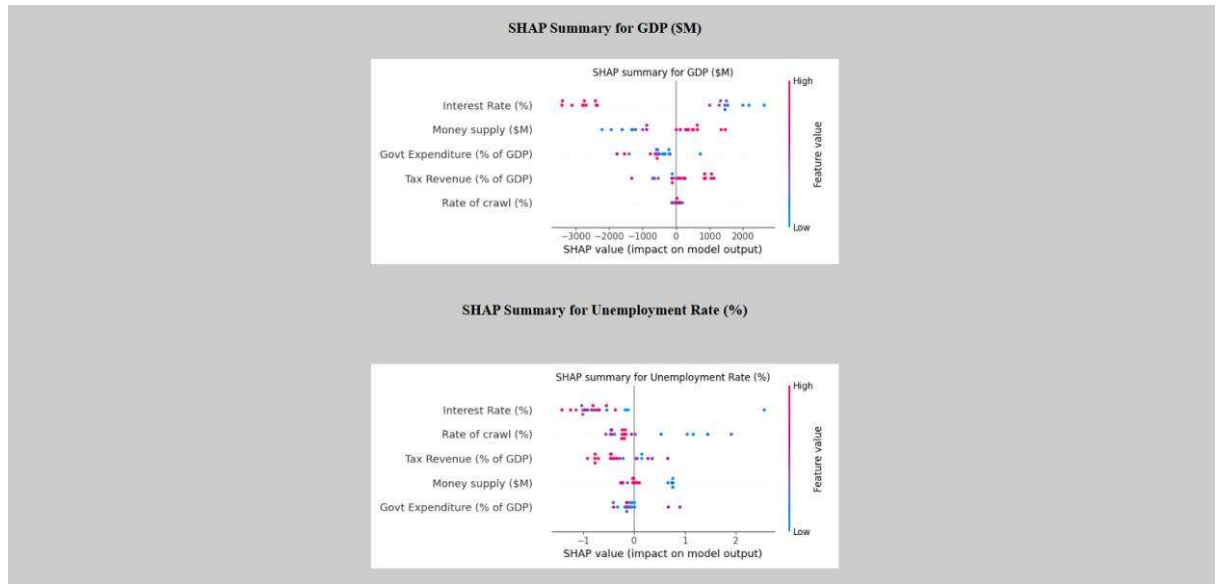 SHAP Summary for GDP ($M)
SHAP summary for GDP ($M)
High
Interest Rate (%)
Money supply ($M)
Govt Expenditure (% of GDP)
Tax Revenue (% of GDP)
Rate of crawl (%)
Feature value
Low
−3000 −2000 −1000 0 1000 2000
SHAP value (impact on model output)
SHAP Summary for Unemployment Rate (%)
SHAP summary for Unemployment Rate (%)
High
Interest Rate (%)
Rate of crawl (%)
Tax Revenue (% of GDP)
Money supply ($M)
Govt Expenditure (% of GDP)
Feature value
Low
−1 0 1 2
SHAP value (impact on model output)